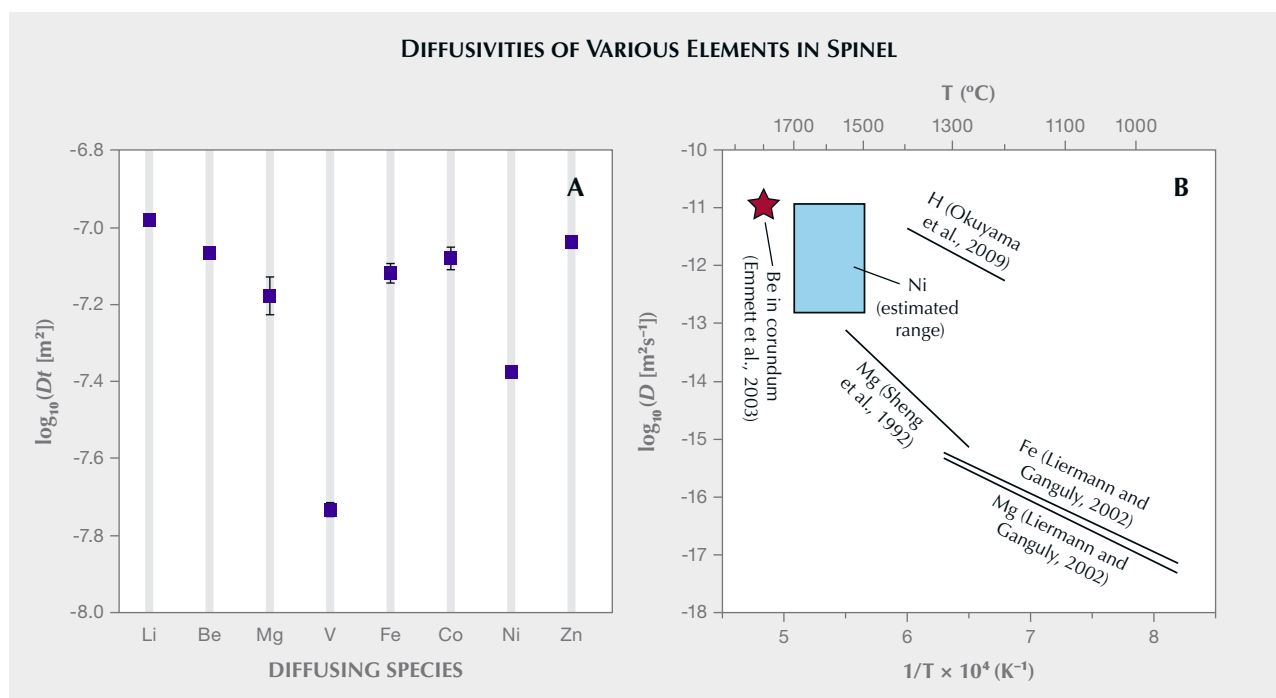 DIFFUSIVITIES OF VARIOUS ELEMENTS IN SPINEL
A
-6.8
-7.0
-7.2
-7.4
-7.6
-7.8
-8.0
log₁₀(Dt [m²])
Li Be Mg V Fe Co Ni Zn
DIFFUSING SPECIES
T (ºC)
1700 1500 1300 1100 1000
B
-10
-11
-12
-13
-14
-15
-16
-17
-18
log₁₀(D [m²s⁻¹])
Be in corundum
(Emmett et al., 2003)
Ni
(estimated
range)
H (Okuyama
et al., 2009)
Mg (Sheng
et al., 1992)
Fe (Liermann and
Ganguly, 2002)
Mg (Liermann and
Ganguly, 2002)
5 6 7 8
1/T × 10⁴ (K⁻¹)